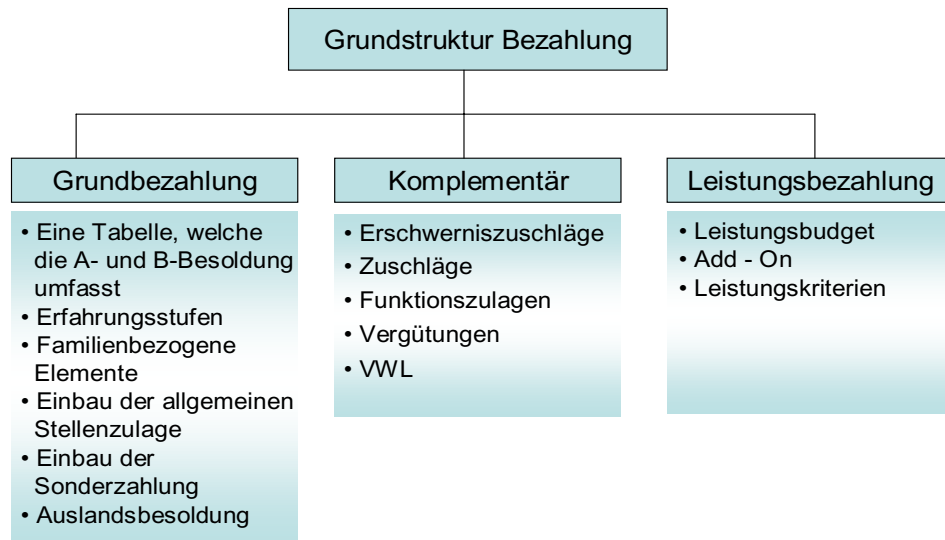 Grundstruktur Bezahlung
Grundbezahlung
• Eine Tabelle, welche
die A- und B-Besoldung
umfasst
• Erfahrungsstufen
• Familienbezogene
Elemente
• Einbau der allgemeinen
Stellenzulage
• Einbau der
Sonderzahlung
• Auslandsbesoldung
Komplementär
• Erschwerniszuschläge
• Zuschläge
• Funktionszulagen
• Vergütungen
• VWL
Leistungsbezahlung
• Leistungsbudget
• Add - On
• Leistungskriterien